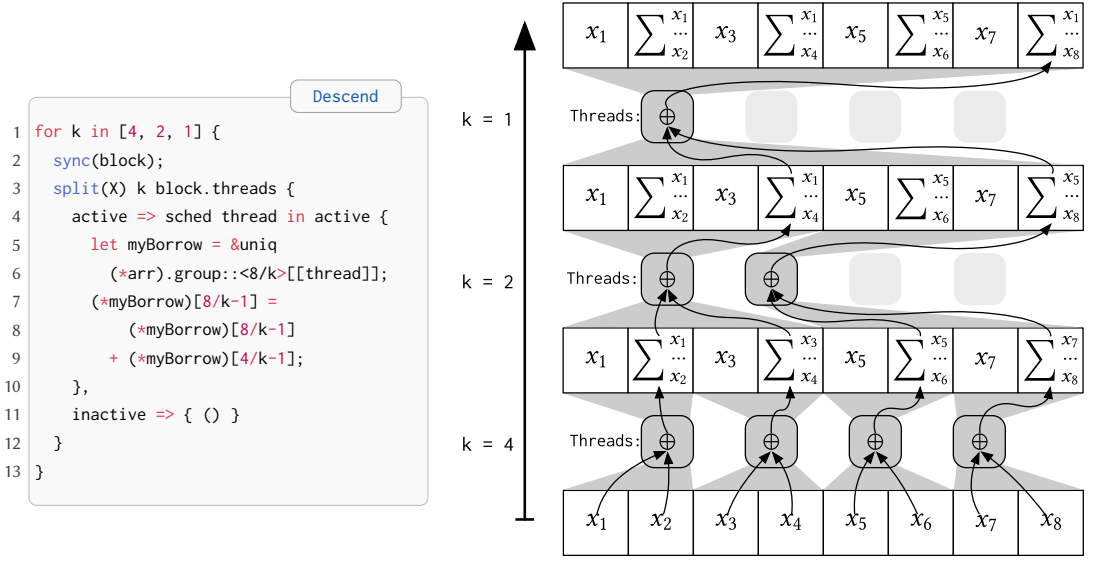 Descend
1 for k in [4, 2, 1] {
2 sync(block);
3 split(X) k block.threads {
4 active => sched thread in active {
5 let myBorrow = &uniq
6 (*arr).group::<8/k>[[thread]];
7 (*myBorrow)[8/k-1] =
8 (*myBorrow)[8/k-1]
9 + (*myBorrow)[4/k-1];
10 },
11 inactive => { () }
12 }
13 }
x₁ ∑ x₁ ... x₂ x₃ ∑ x₁ ... x₄ x₅ ∑ x₅ ... x₆ x₇ ∑ x₁ ... x₈
k = 1 Threads: ⊕
x₁ ∑ x₁ ... x₂ x₃ ∑ x₁ ... x₄ x₅ ∑ x₅ ... x₆ x₇ ∑ x₅ ... x₈
k = 2 Threads: ⊕ ⊕
x₁ ∑ x₁ ... x₂ x₃ ∑ x₃ ... x₄ x₅ ∑ x₅ ... x₆ x₇ ∑ x₇ ... x₈
k = 4 Threads: ⊕ ⊕ ⊕ ⊕
x₁ x₂ x₃ x₄ x₅ x₆ x₇ x₈